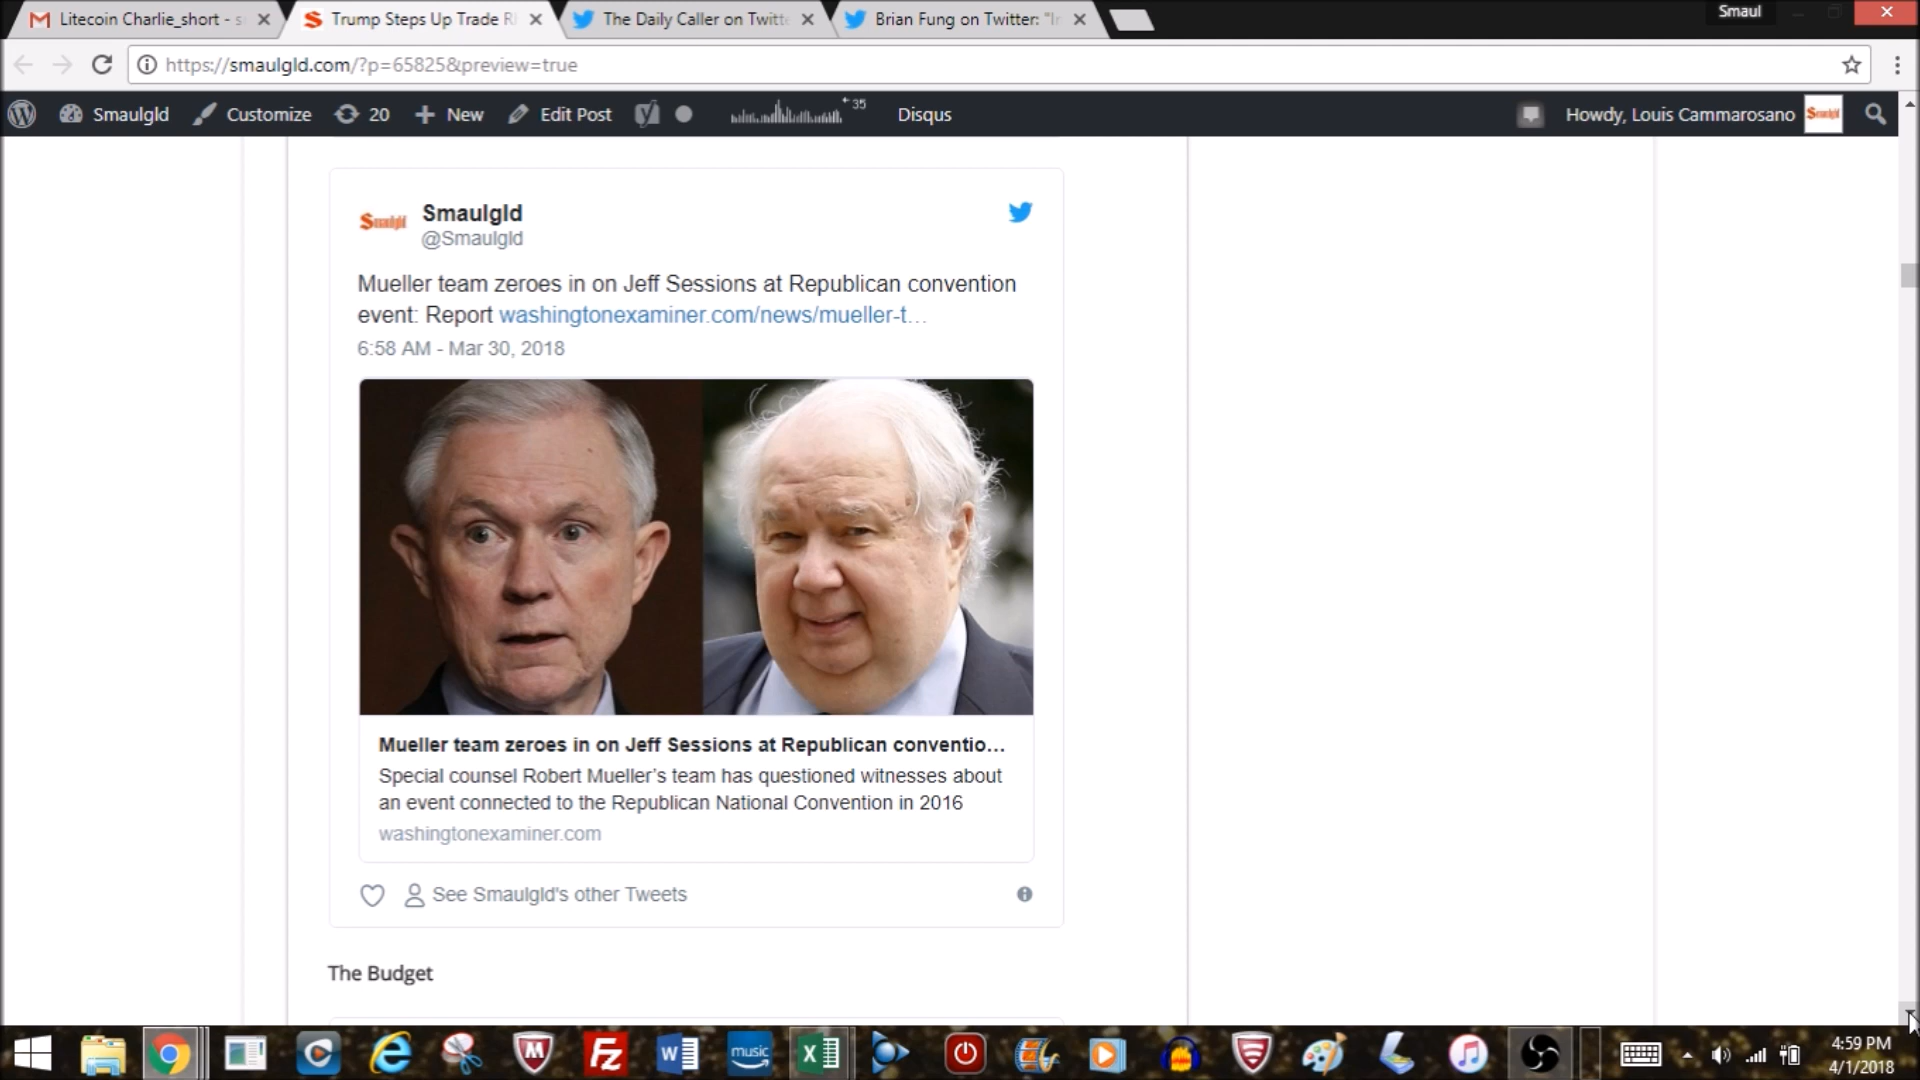 Litecoin Charlie_short - s
Trump Steps Up Trade R
The Daily Caller on Twitt
Brian Fung on Twitter: "In
Smaul
https://smaulgld.com/?p=65825&preview=true
Smaulgld
Customize
20
New
Edit Post
35
Disqus
Howdy, Louis Cammarosano
Smaulgld
Smaulgld
Smaulgld
@Smaulgld
Mueller team zeroes in on Jeff Sessions at Republican convention
event: Report washingtonexaminer.com/news/mueller-t…
6:58 AM - Mar 30, 2018
Mueller team zeroes in on Jeff Sessions at Republican conventio…
Special counsel Robert Mueller's team has questioned witnesses about
an event connected to the Republican National Convention in 2016
washingtonexaminer.com
See Smaulgld's other Tweets
The Budget
music
4:59 PM
4/1/2018